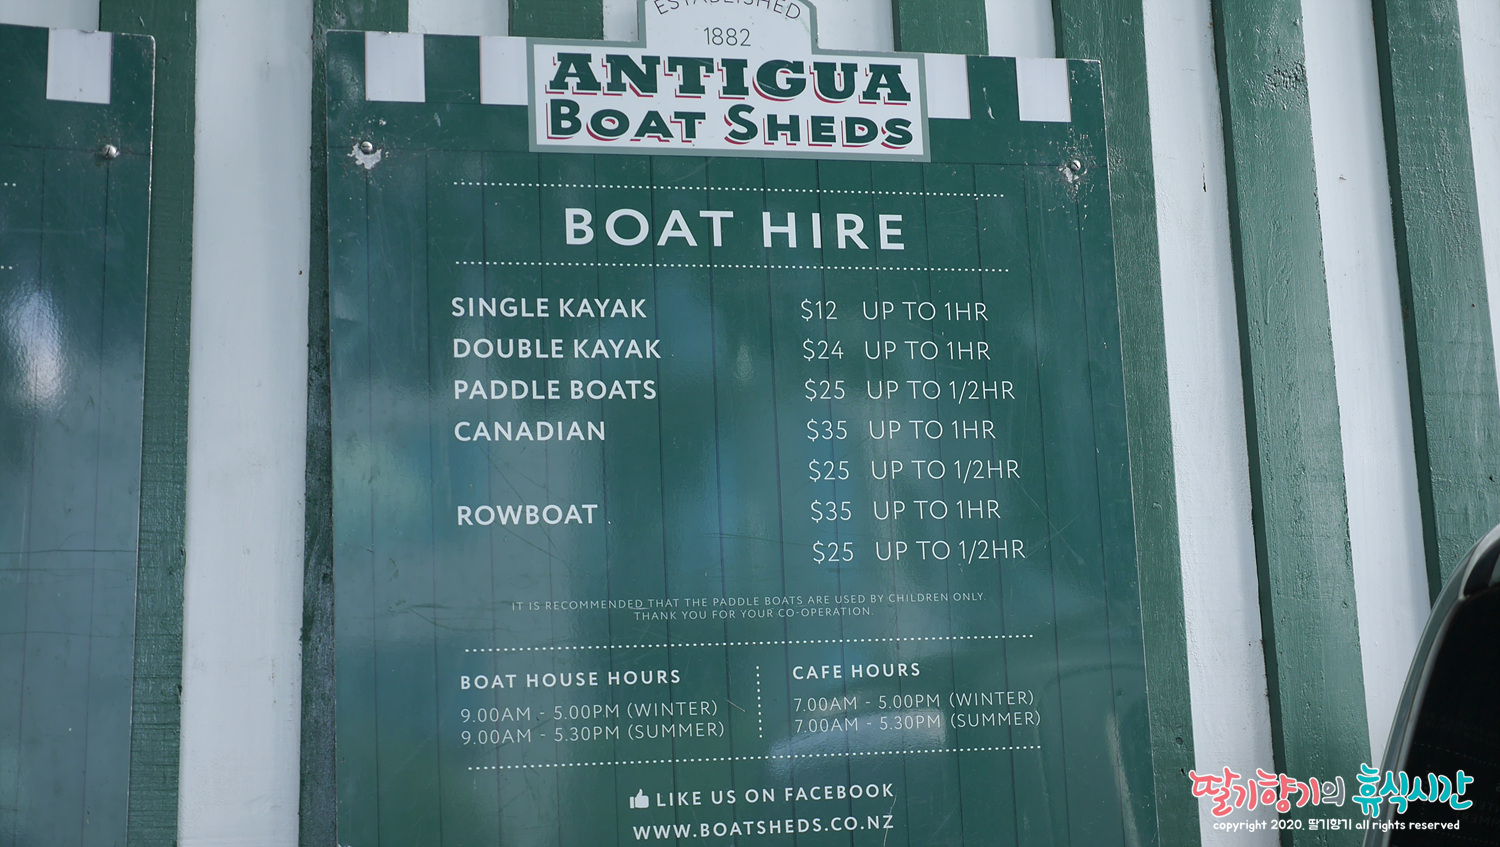 ESTABLISHED
1882
ANTIGUA
BOAT SHEDS
BOAT HIRE
SINGLE KAYAK $12 UP TO 1HR
DOUBLE KAYAK $24 UP TO 1HR
PADDLE BOATS $25 UP TO 1/2HR
CANADIAN $35 UP TO 1HR
$25 UP TO 1/2HR
ROWBOAT $35 UP TO 1HR
$25 UP TO 1/2HR
IT IS RECOMMENDED THAT THE PADDLE BOATS ARE USED BY CHILDREN ONLY.
THANK YOU FOR YOUR CO-OPERATION.
BOAT HOUSE HOURS
9.00AM - 5.00PM (WINTER)
9.00AM - 5.30PM (SUMMER)
CAFE HOURS
7.00AM - 5.00PM (WINTER)
7.00AM - 5.30PM (SUMMER)
LIKE US ON FACEBOOK
WWW.BOATSHEDS.CO.NZ
딸기향기의 휴식시간
copyright 2020. 딸기향기 all rights reserved